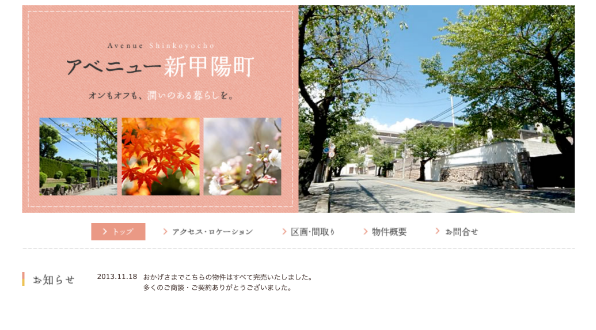 Avenue Shinkoyocho
アベニュー新甲陽町
オンもオフも、潤いのある暮らしを。
トップ
アクセス・ロケーション
区画・間取り
物件概要
お問合せ
お知らせ
2013.11.18 おかげさまでこちらの物件はすべて完売いたしました。
多くのご商談・ご契約ありがとうございました。